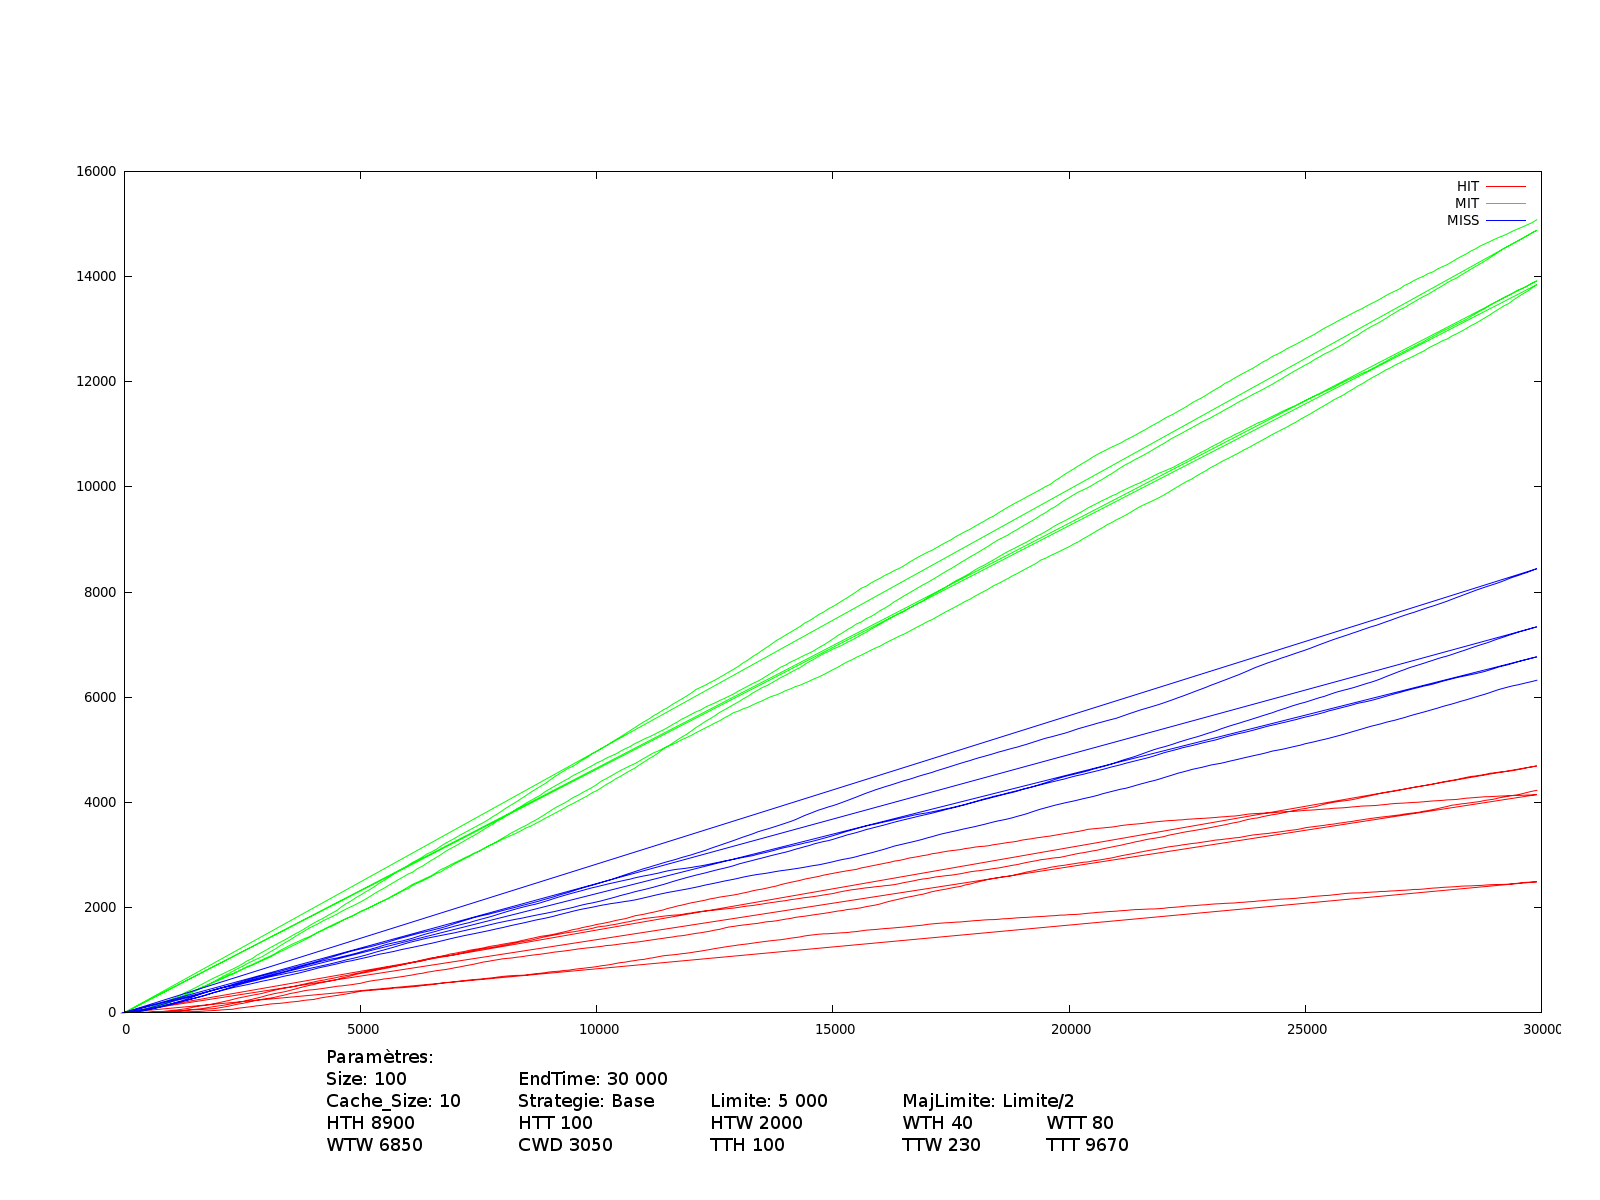 16000
14000
12000
10000
8000
6000
4000
2000
0
HIT
MIT
MISS
0 5000 10000 15000 20000 25000 30000
Paramètres:
Size: 100 EndTime: 30 000
Cache_Size: 10 Strategie: Base Limite: 5 000 MajLimite: Limite/2
HTH 8900 HTT 100 HTW 2000 WTH 40 WTT 80
WTW 6850 CWD 3050 TTH 100 TTW 230 TTT 9670